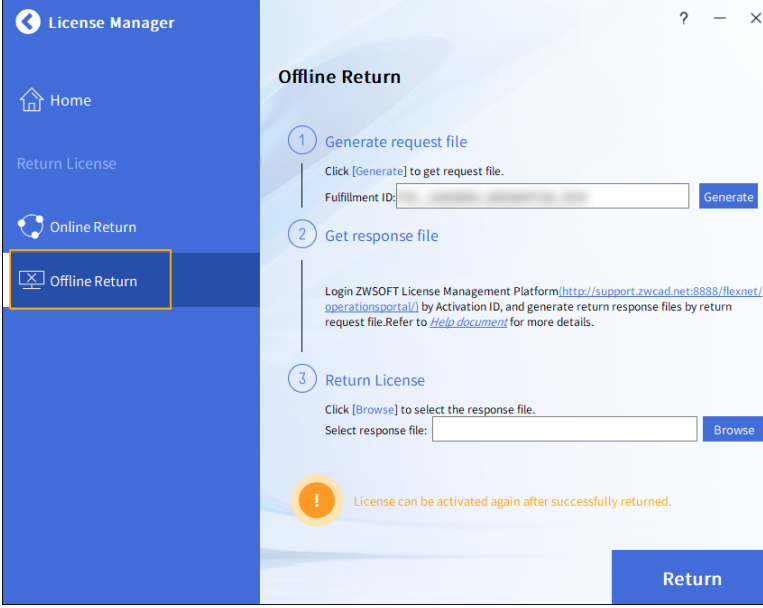 License Manager
?
Offline Return
Home
1
Generate request file
Click [Generate] to get request file.
Return License
Fulfillment ID:
Generate
Online Return
2
Get response file
Offline Return
Login ZWSOFT License Management Platform(http://support.zwcad.net:8888/flexnet/
operationsportal/) by Activation ID, and generate return response files by return
request file.Refer to Help document for more details.
3
Return License
Click [Browse] to select the response file.
Select response file:
Browse
!
License can be activated again after successfully returned.
Return